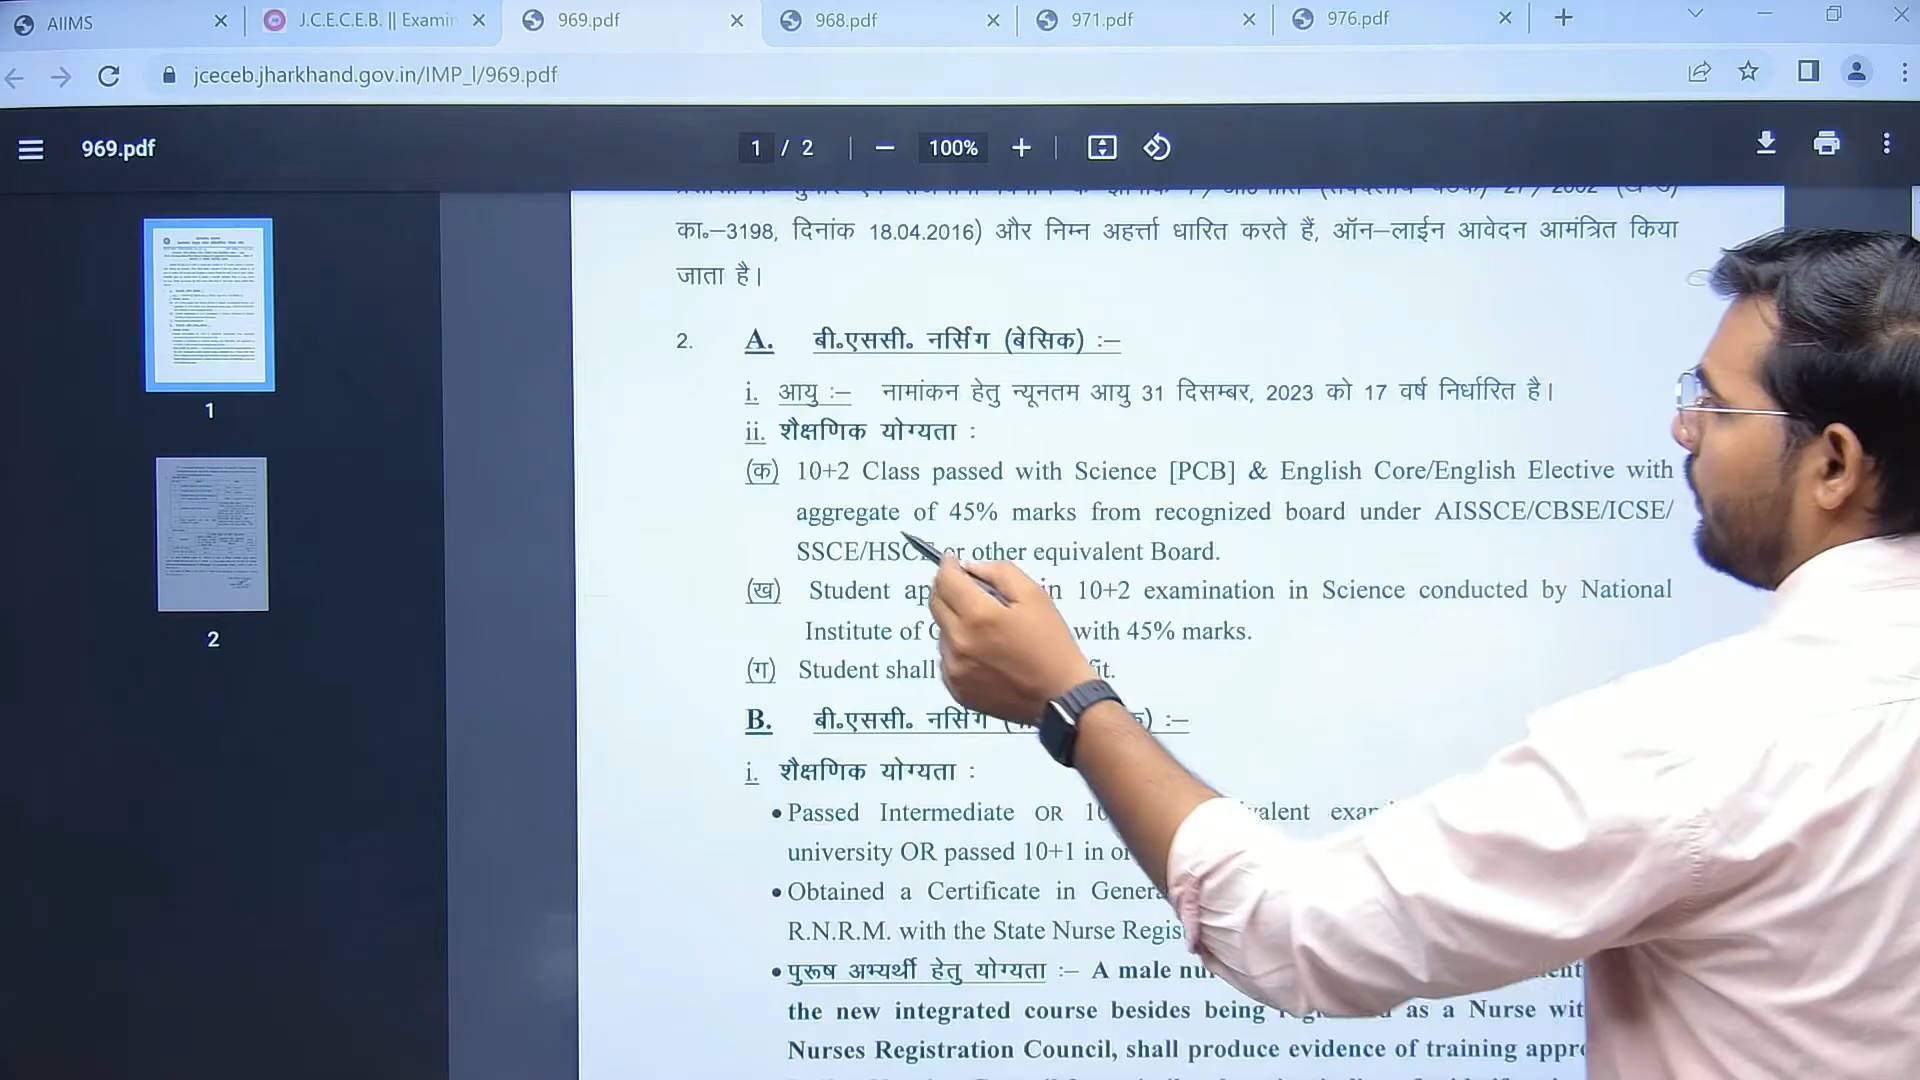 AIIMS
J.C.E.C.E.B. || Examin
969.pdf
968.pdf
971.pdf
976.pdf
jceceb.jharkhand.gov.in/IMP_l/969.pdf
969.pdf
1 / 2
100%
1
2
का०–3198, दिनांक 18.04.2016) और निम्न अहर्त्ता धारित करते हैं, ऑन–लाईन आवेदन आमंत्रित किया
जाता है।
2. A. बी०एससी० नर्सिंग (बेसिक) :–
i. आयु :– नामांकन हेतु न्यूनतम आयु 31 दिसम्बर, 2023 को 17 वर्ष निर्धारित है।
ii. शैक्षणिक योग्यता :
(क) 10+2 Class passed with Science [PCB] & English Core/English Elective with
aggregate of 45% marks from recognized board under AISSCE/CBSE/ICSE/
SSCE/HSCE or other equivalent Board.
(ख) Student in 10+2 examination in Science conducted by National
Institute of with 45% marks.
(ग) Student shall
B. बी०एससी० नर्सिंग
i. शैक्षणिक योग्यता :
• Passed Intermediate OR
university OR passed 10+1 in
• Obtained a Certificate in
R.N.R.M. with the State Nurse
• पुरूष अभ्यर्थी हेतु योग्यता :– A male
the new integrated course besides being as a Nurse
Nurses Registration Council, shall produce evidence of training